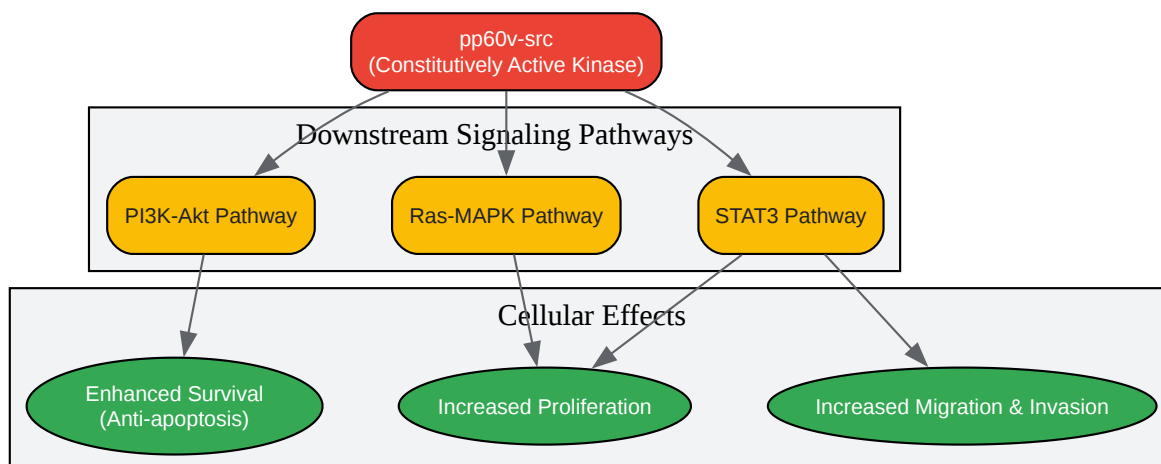 pp60v-src
(Constitutively Active Kinase)
Downstream Signaling Pathways
PI3K-Akt Pathway
Ras-MAPK Pathway
STAT3 Pathway
Cellular Effects
Enhanced Survival
(Anti-apoptosis)
Increased Proliferation
Increased Migration & Invasion